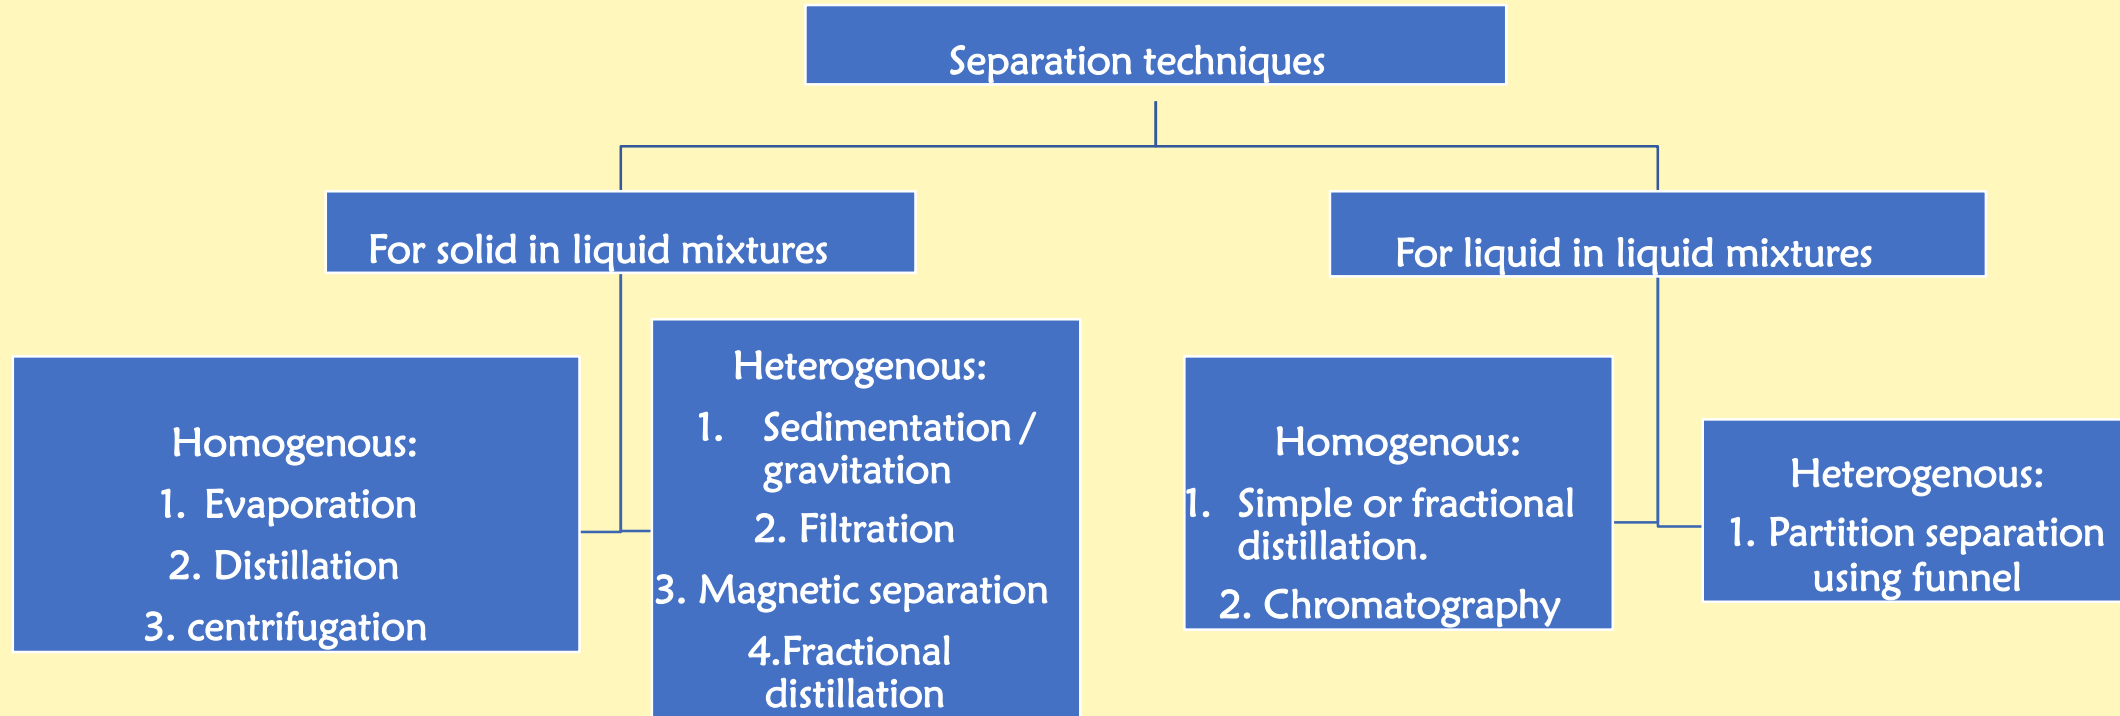 Separation techniques
For solid in liquid mixtures
For liquid in liquid mixtures
Homogenous:
1. Evaporation
2. Distillation
3. centrifugation
Heterogenous:
1. Sedimentation /
gravitation
2. Filtration
3. Magnetic separation
4.Fractional
distillation
Homogenous:
1. Simple or fractional
distillation.
2. Chromatography
Heterogenous:
1. Partition separation
using funnel